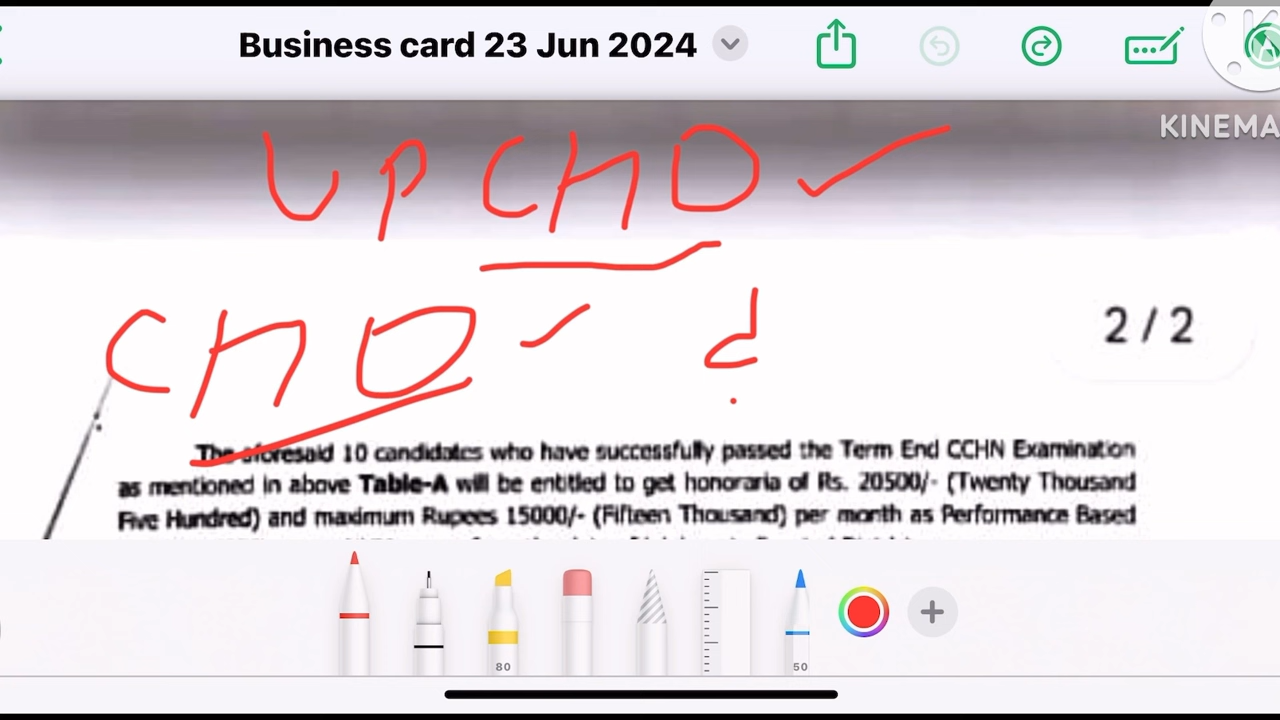 Business card 23 Jun 2024
KINEMA
UP CHO
CHO
2 / 2
The aforesaid 10 candidates who have successfully passed the Term End CCHN Examination
as mentioned in above Table-A will be entitled to get honoraria of Rs. 20500/- (Twenty Thousand
Five Hundred) and maximum Rupees 15000/- (Fifteen Thousand) per month as Performance Based
80
50